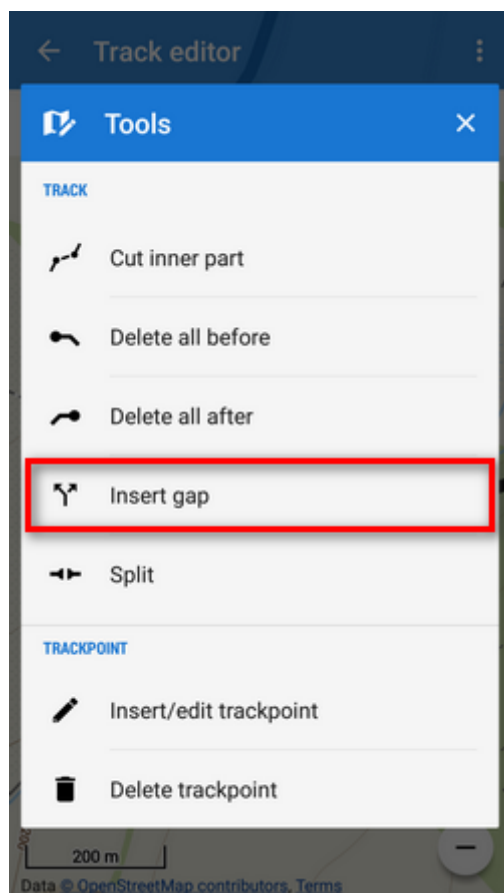 Track editor
Tools
TRACK
Cut inner part
Delete all before
Delete all after
Insert gap
Split
TRACKPOINT
Insert/edit trackpoint
Delete trackpoint
200
200 m
Data © OpenStreetMap contributors, Terms